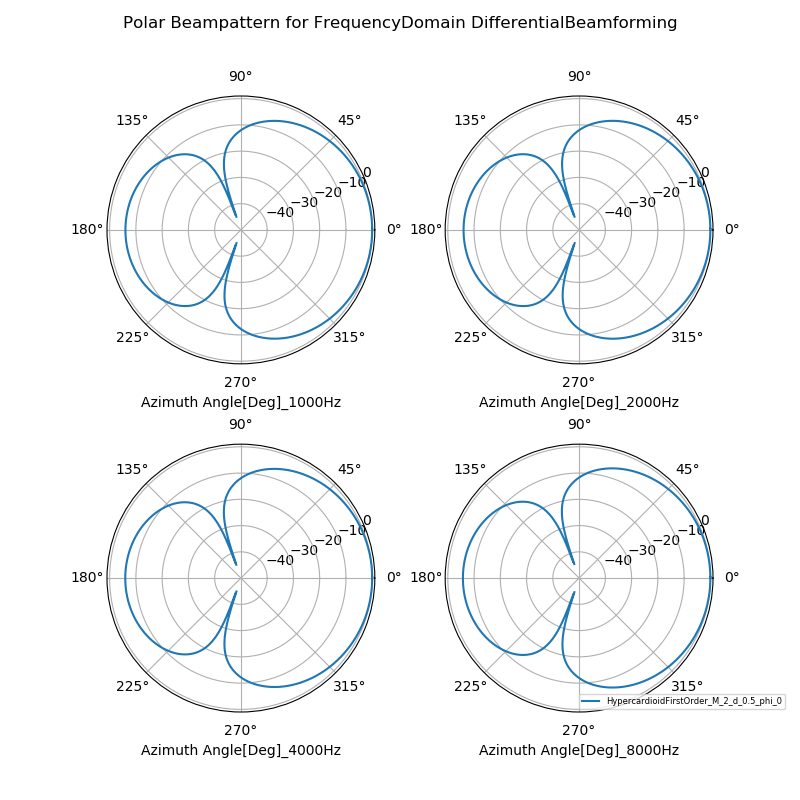 Polar Beampattern for FrequencyDomain DifferentialBeamforming
90° 90°
135° 45° 135° 45°
0 0
−10 −10
−20 −20
−30 −30
−40 −40
180° 0° 180° 0°
225° 315° 225° 315°
270° 270°
Azimuth Angle[Deg]_1000Hz Azimuth Angle[Deg]_2000Hz
90° 90°
135° 45° 135° 45°
0 0
−10 −10
−20 −20
−30 −30
−40 −40
180° 0° 180° 0°
225° 315° 225° 315°
HypercardioidFirstOrder_M_2_d_0.5_phi_0
270° 270°
Azimuth Angle[Deg]_4000Hz Azimuth Angle[Deg]_8000Hz